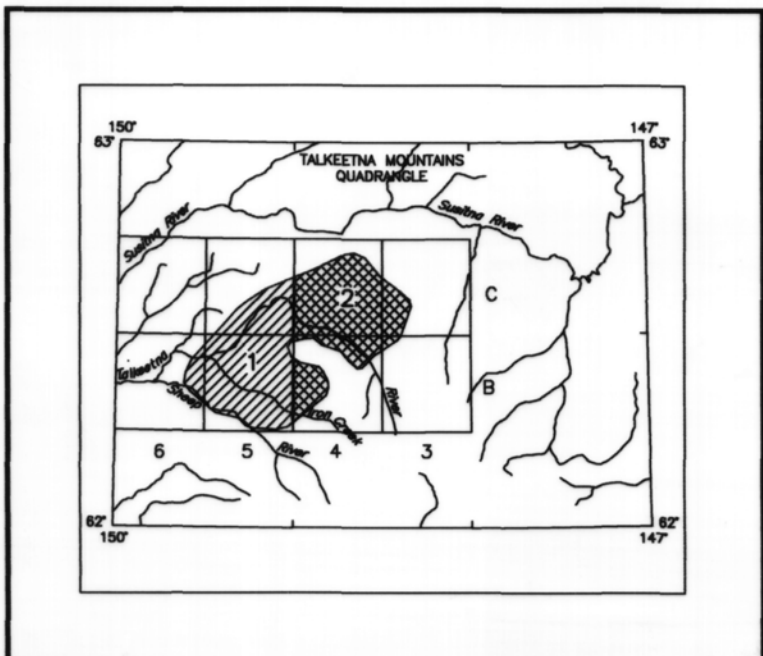 150° 147°
63° 63°
TALKEETNA MOUNTAINS
QUADRANGLE
Susitna River
Susitna River
2
C
1
Talkeetna
River
B
Sheep
Iron Creek
River
6 5 4 3
62° 62°
150° 147°